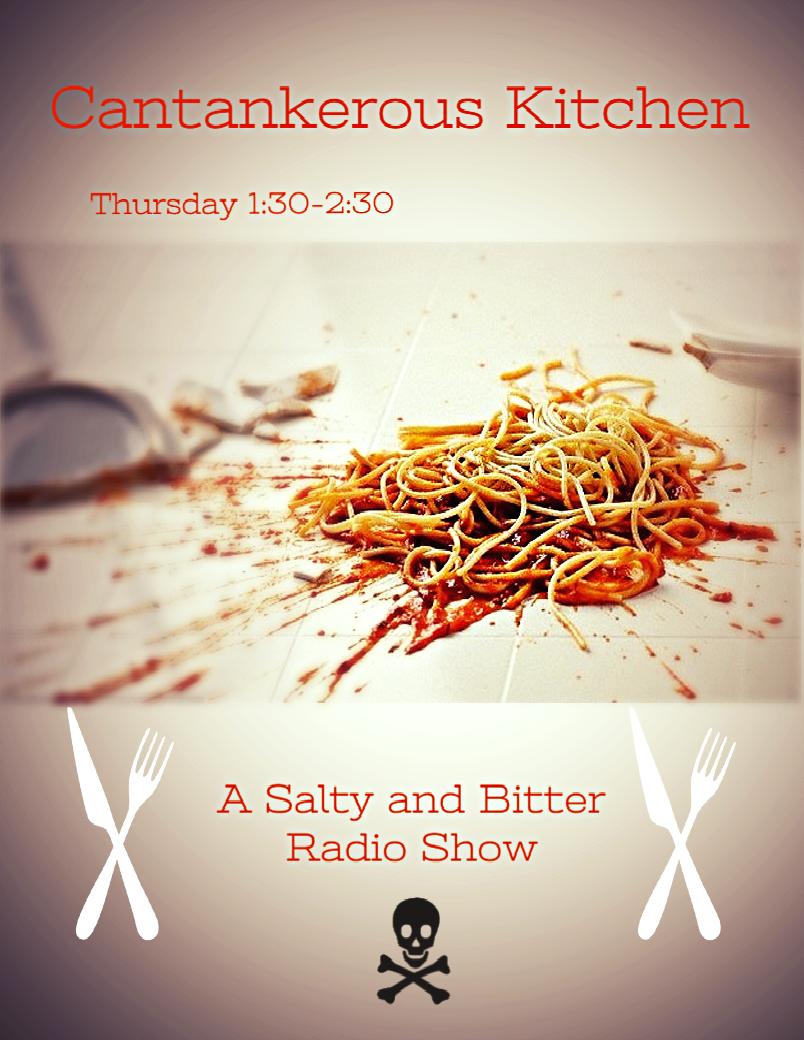 Cantankerous Kitchen
Thursday 1:30-2:30
A Salty and Bitter
Radio Show